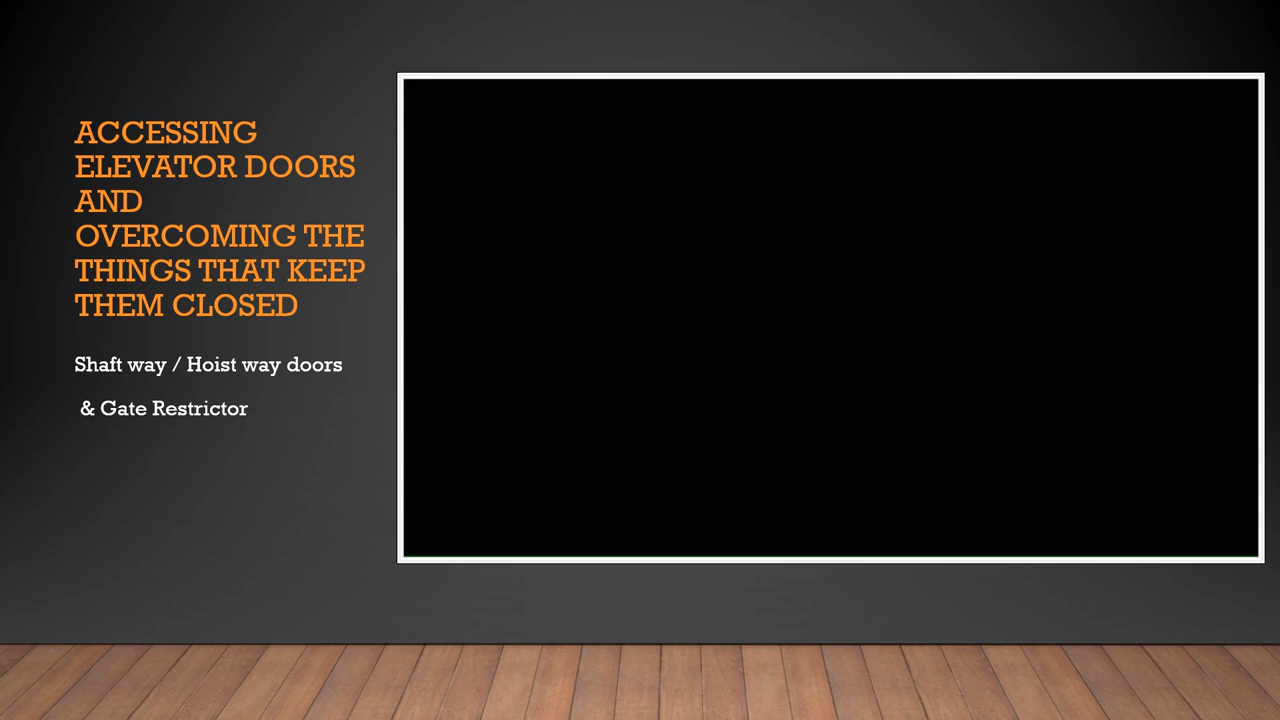 ACCESSING
ELEVATOR DOORS
AND
OVERCOMING THE
THINGS THAT KEEP
THEM CLOSED
Shaft way / Hoist way doors
& Gate Restrictor